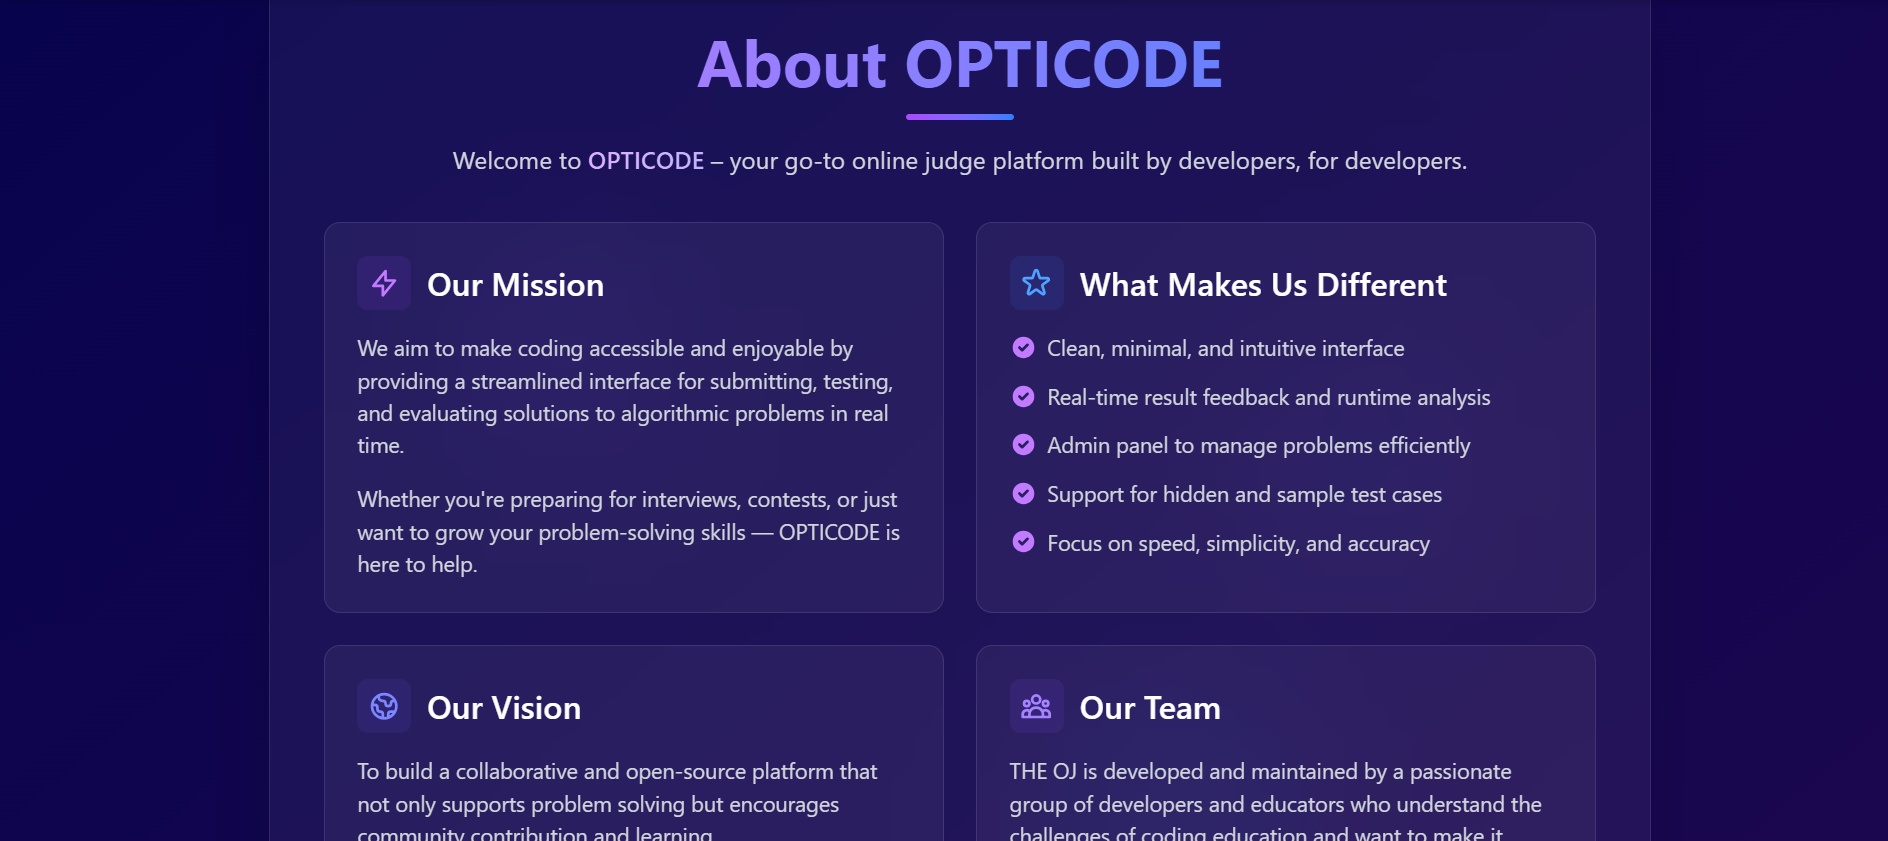 About OPTICODE
Welcome to OPTICODE – your go-to online judge platform built by developers, for developers.
Our Mission
We aim to make coding accessible and enjoyable by
providing a streamlined interface for submitting, testing,
and evaluating solutions to algorithmic problems in real
time.
Whether you're preparing for interviews, contests, or just
want to grow your problem-solving skills — OPTICODE is
here to help.
What Makes Us Different
Clean, minimal, and intuitive interface
Real-time result feedback and runtime analysis
Admin panel to manage problems efficiently
Support for hidden and sample test cases
Focus on speed, simplicity, and accuracy
Our Vision
To build a collaborative and open-source platform that
not only supports problem solving but encourages
community contribution and learning
Our Team
THE OJ is developed and maintained by a passionate
group of developers and educators who understand the
challenges of coding education and want to make it